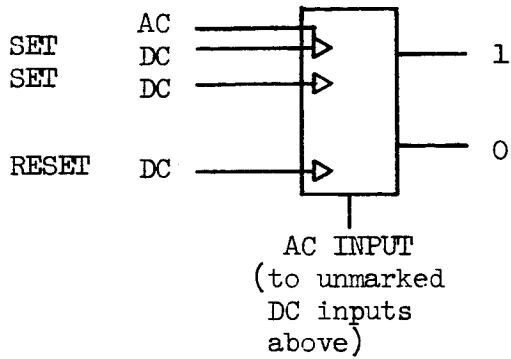 AC
SET DC
SET DC
1
RESET DC
0
AC INPUT
(to unmarked
DC inputs
above)